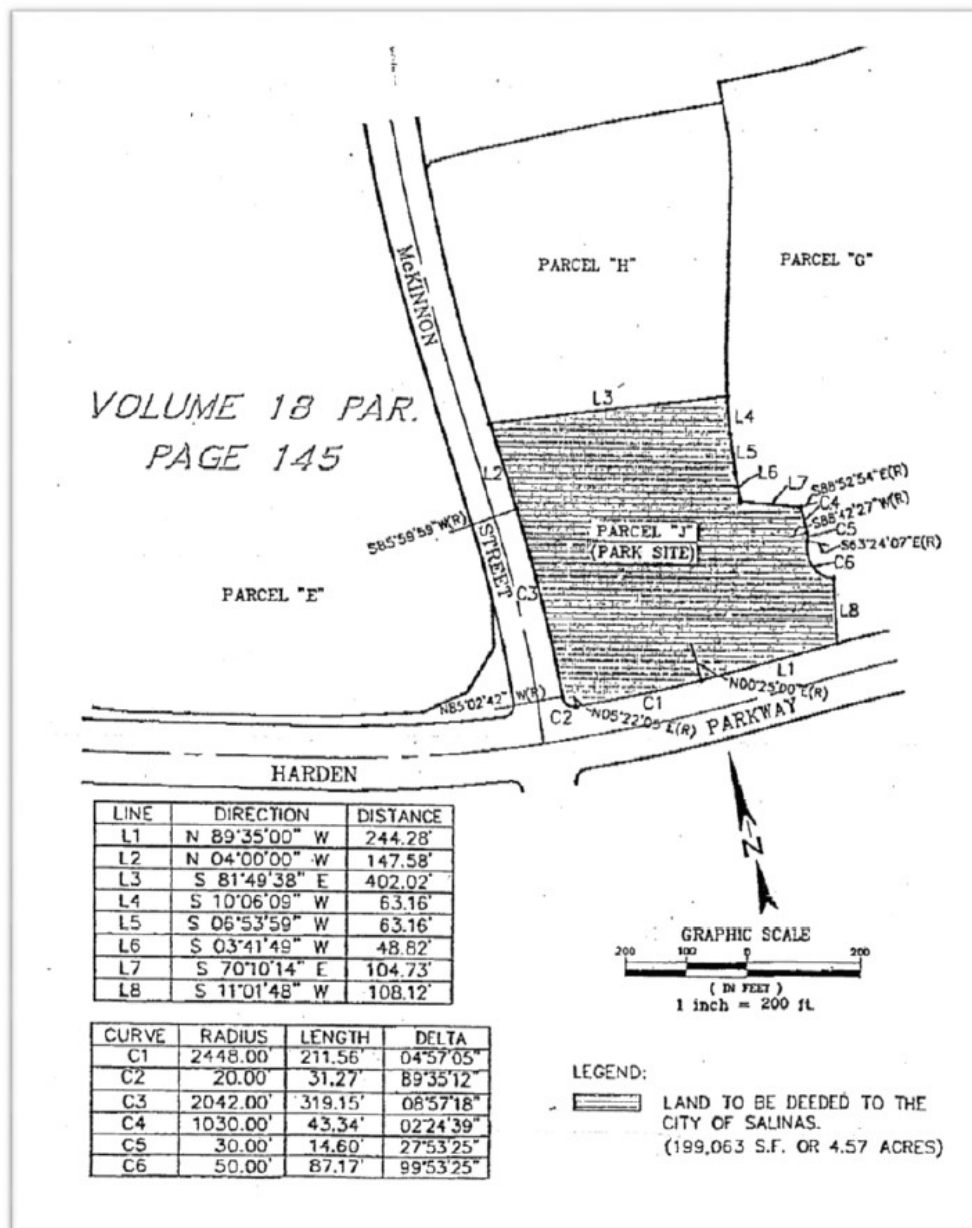 McKINNON
PARCEL "H"
PARCEL "G"
VOLUME 18 PAR.
PAGE 145
L3
L4
L5
L2
L6
L7
S88°52'54"E(R)
C4
S88°42'27"W(R)
C5
S85°59'59"W(R)
STREET
PARCEL "J"
(PARK SITE)
S63°24'07"E(R)
C6
PARCEL "E"
C3
L8
L1
N00°25'00"E(R)
N85°02'42" W(R)
C2
N05°22'05"E(R)
C1
PARKWAY
HARDEN
N
LINE DIRECTION DISTANCE
L1 N 89°35'00" W 244.28'
L2 N 04°00'00" W 147.58'
L3 S 81°49'38" E 402.02'
L4 S 10°06'09" W 63.16'
L5 S 06°53'59" W 63.16'
L6 S 03°41'49" W 48.82'
L7 S 70°10'14" E 104.73'
L8 S 11°01'48" W 108.12'
GRAPHIC SCALE
200 100 0 200
( IN FEET )
1 inch = 200 ft.
CURVE RADIUS LENGTH DELTA
C1 2448.00' 211.56' 04°57'05"
C2 20.00' 31.27' 89°35'12"
C3 2042.00' 319.15' 08°57'18"
C4 1030.00' 43.34' 02°24'39"
C5 30.00' 14.60' 27°53'25"
C6 50.00' 87.17' 99°53'25"
LEGEND:
LAND TO BE DEEDED TO THE
CITY OF SALINAS.
(199,063 S.F. OR 4.57 ACRES)